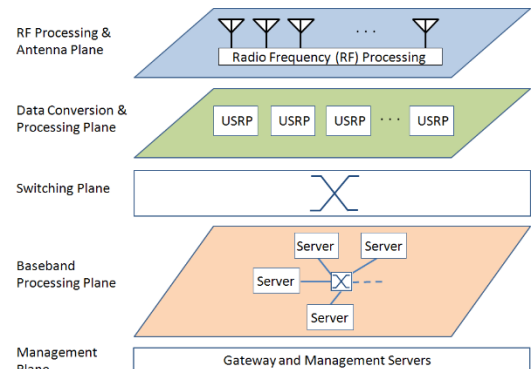 RF Processing &
Antenna Plane
Radio Frequency (RF) Processing
Data Conversion &
Processing Plane
USRP USRP USRP ... USRP
Switching Plane
Baseband
Processing Plane
Server Server
Server
Server
Management
Plane
Gateway and Management Servers